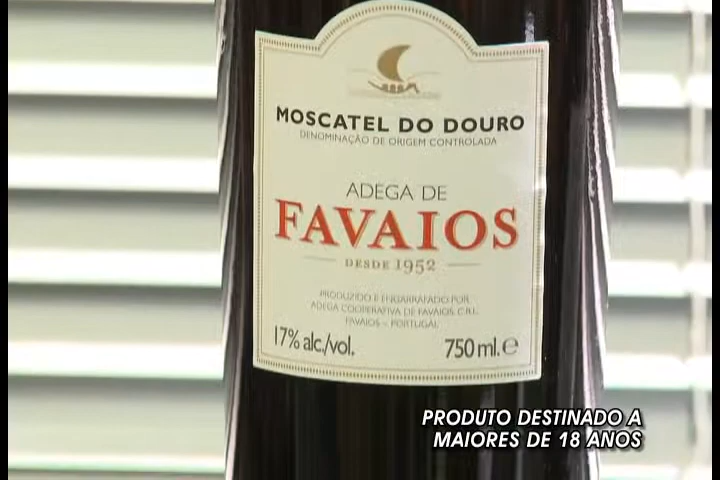 MOSCATEL DO DOURO
DENOMINAÇÃO DE ORIGEM CONTROLADA
ADEGA DE
FAVAIOS
DESDE 1952
PRODUZIDO E ENGARRAFADO POR
ADEGA COOPERATIVA DE FAVAIOS, C.R.L.
FAVAIOS - PORTUGAL
17% alc./vol. 750 ml. e
PRODUTO DESTINADO A
MAIORES DE 18 ANOS